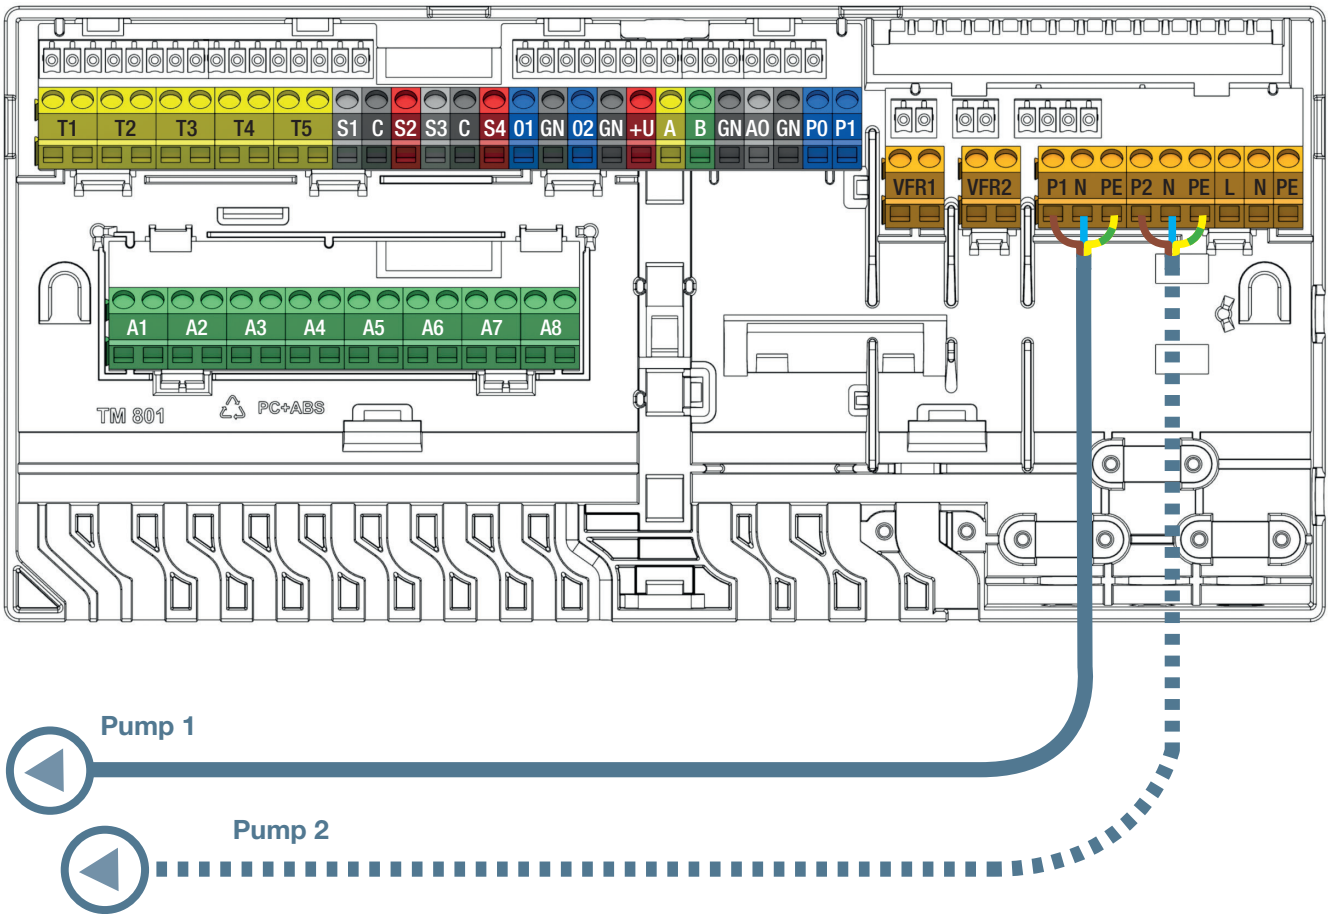 T1 T2 T3 T4 T5 S1 C S2 S3 C S4 01 GN 02 GN +U A B GN AO GN P0 P1
VFR1 VFR2 P1 N PE P2 N PE L N PE
A1 A2 A3 A4 A5 A6 A7 A8
TM 801 PC+ABS
Pump 1
Pump 2